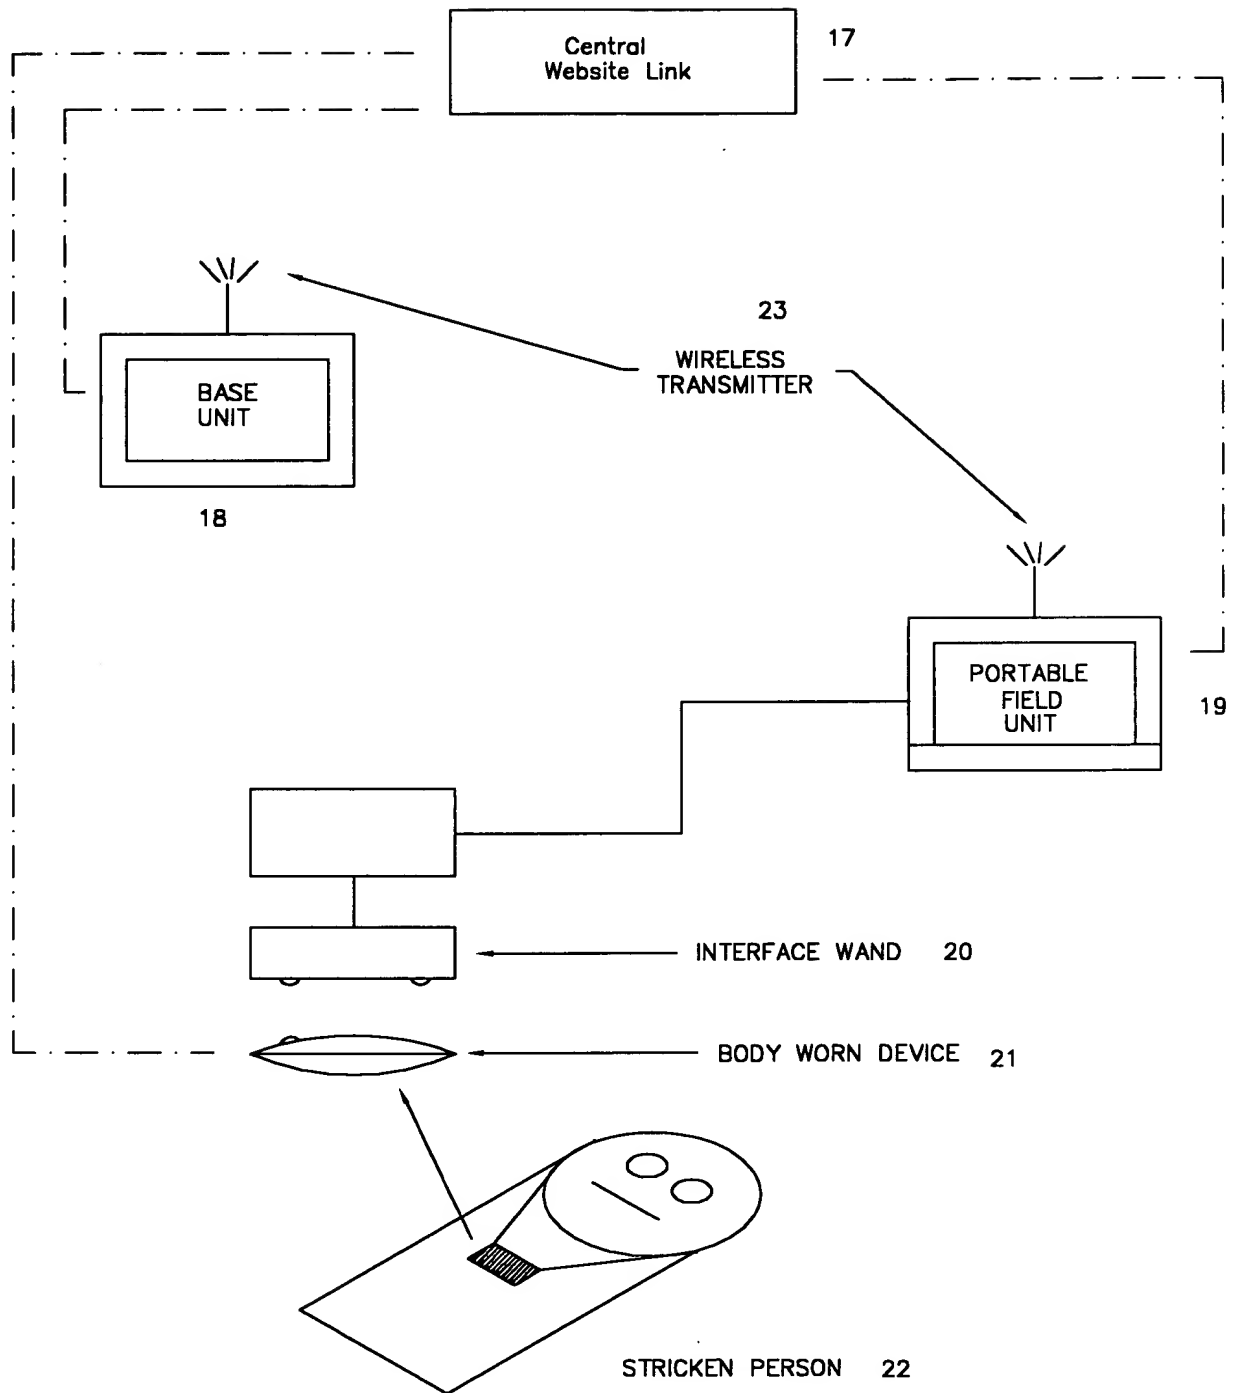 Central
Website Link
17
23
WIRELESS
TRANSMITTER
BASE
UNIT
18
PORTABLE
FIELD
UNIT
19
INTERFACE WAND 20
BODY WORN DEVICE 21
STRICKEN PERSON 22